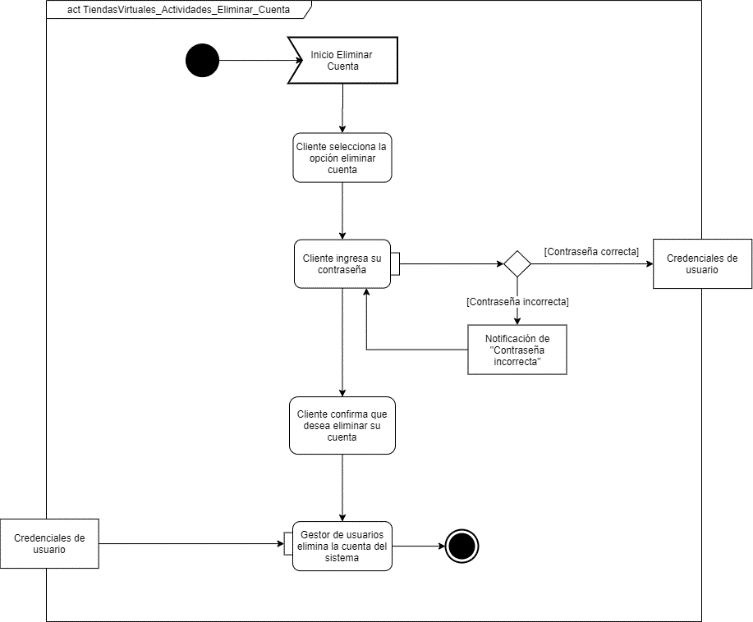 act TiendasVirtuales_Actividades_Eliminar_Cuenta
Inicio Eliminar
Cuenta
Cliente selecciona la
opción eliminar
cuenta
Cliente ingresa su
contraseña
[Contraseña correcta]
Credenciales de
usuario
[Contraseña incorrecta]
Notificación de
"Contraseña
incorrecta"
Cliente confirma que
desea eliminar su
cuenta
Credenciales de
usuario
Gestor de usuarios
elimina la cuenta del
sistema